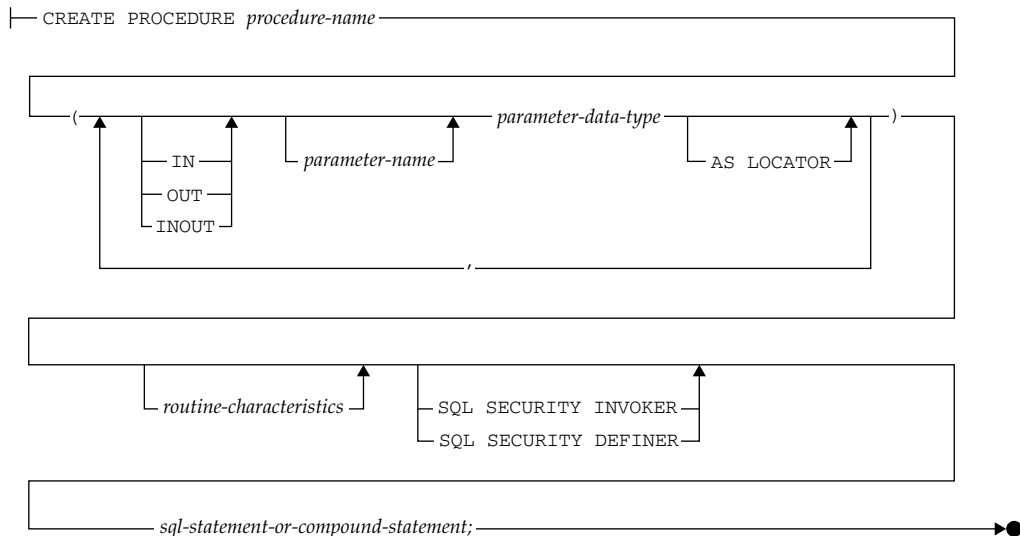 CREATE PROCEDURE procedure-name
( parameter-data-type )
IN parameter-name AS LOCATOR
OUT
INOUT
,
routine-characteristics SQL SECURITY INVOKER
SQL SECURITY DEFINER
sql-statement-or-compound-statement;